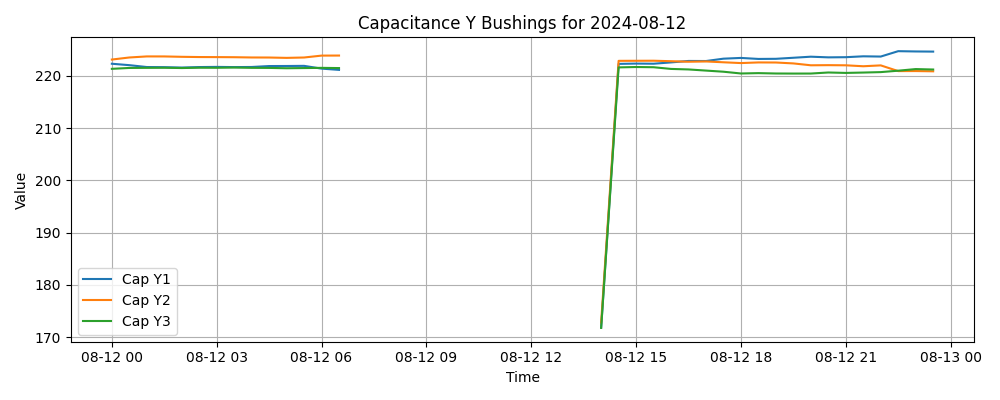 Capacitance Y Bushings for 2024-08-12
Value
220
210
200
190
180
170
Cap Y1
Cap Y2
Cap Y3
08-12 00
08-12 03
08-12 06
08-12 09
08-12 12
08-12 15
08-12 18
08-12 21
08-13 00
Time